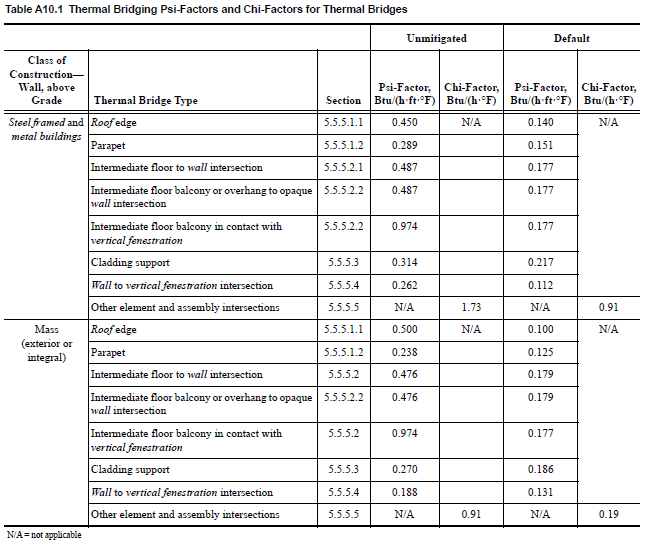 Table A10.1 Thermal Bridging Psi-Factors and Chi-Factors for Thermal Bridges
Unmitigated Default
Class of
Construction—
Wall, above
Grade Thermal Bridge Type Section Psi-Factor,
Btu/(h·ft·°F) Chi-Factor,
Btu/(h·°F) Psi-Factor,
Btu/(h·ft·°F) Chi-Factor,
Btu/(h·°F)
Steel framed and
metal buildings Roof edge 5.5.5.1.1 0.450 N/A 0.140 N/A
Parapet 5.5.5.1.2 0.289 0.151
Intermediate floor to wall intersection 5.5.5.2.1 0.487 0.177
Intermediate floor balcony or overhang to opaque
wall intersection 5.5.5.2.2 0.487 0.177
Intermediate floor balcony in contact with
vertical fenestration 5.5.5.2.2 0.974 0.177
Cladding support 5.5.5.3 0.314 0.217
Wall to vertical fenestration intersection 5.5.5.4 0.262 0.112
Other element and assembly intersections 5.5.5.5 N/A 1.73 N/A 0.91
Mass
(exterior or
integral) Roof edge 5.5.5.1.1 0.500 N/A 0.100 N/A
Parapet 5.5.5.1.2 0.238 0.125
Intermediate floor to wall intersection 5.5.5.2 0.476 0.179
Intermediate floor balcony or overhang to opaque
wall intersection 5.5.5.2.2 0.476 0.179
Intermediate floor balcony in contact with
vertical fenestration 5.5.5.2 0.974 0.177
Cladding support 5.5.5.3 0.270 0.186
Wall to vertical fenestration intersection 5.5.5.4 0.188 0.131
Other element and assembly intersections 5.5.5.5 N/A 0.91 N/A 0.19
N/A = not applicable